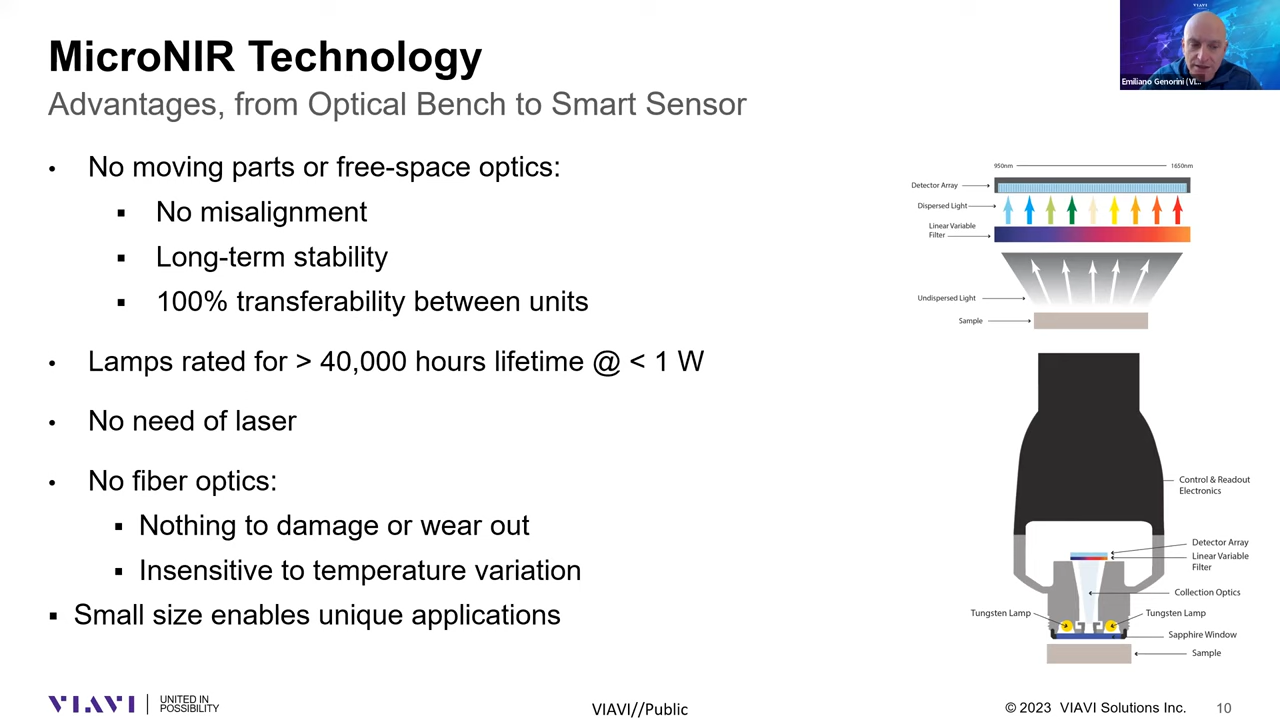 VIAVI
Emiliano Genorini (VI...
MicroNIR Technology
Advantages, from Optical Bench to Smart Sensor
• No moving parts or free-space optics:
▪ No misalignment
▪ Long-term stability
▪ 100% transferability between units
• Lamps rated for > 40,000 hours lifetime @ < 1 W
• No need of laser
• No fiber optics:
▪ Nothing to damage or wear out
▪ Insensitive to temperature variation
▪ Small size enables unique applications
950nm 1650nm
Detector Array
Dispersed Light
Linear Variable
Filter
Undispersed Light
Sample
Control & Readout
Electronics
Detector Array
Linear Variable
Filter
Collection Optics
Tungsten Lamp Tungsten Lamp
Sapphire Window
Sample
VIAVI
UNITED IN
POSSIBILITY
VIAVI//Public
© 2023 VIAVI Solutions Inc. 10